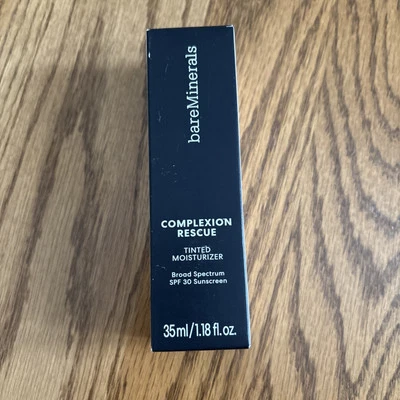 bareMinerals
COMPLEXION
RESCUE
TINTED
MOISTURIZER
Broad Spectrum
SPF 30 Sunscreen
35ml/1.18 fl.oz.